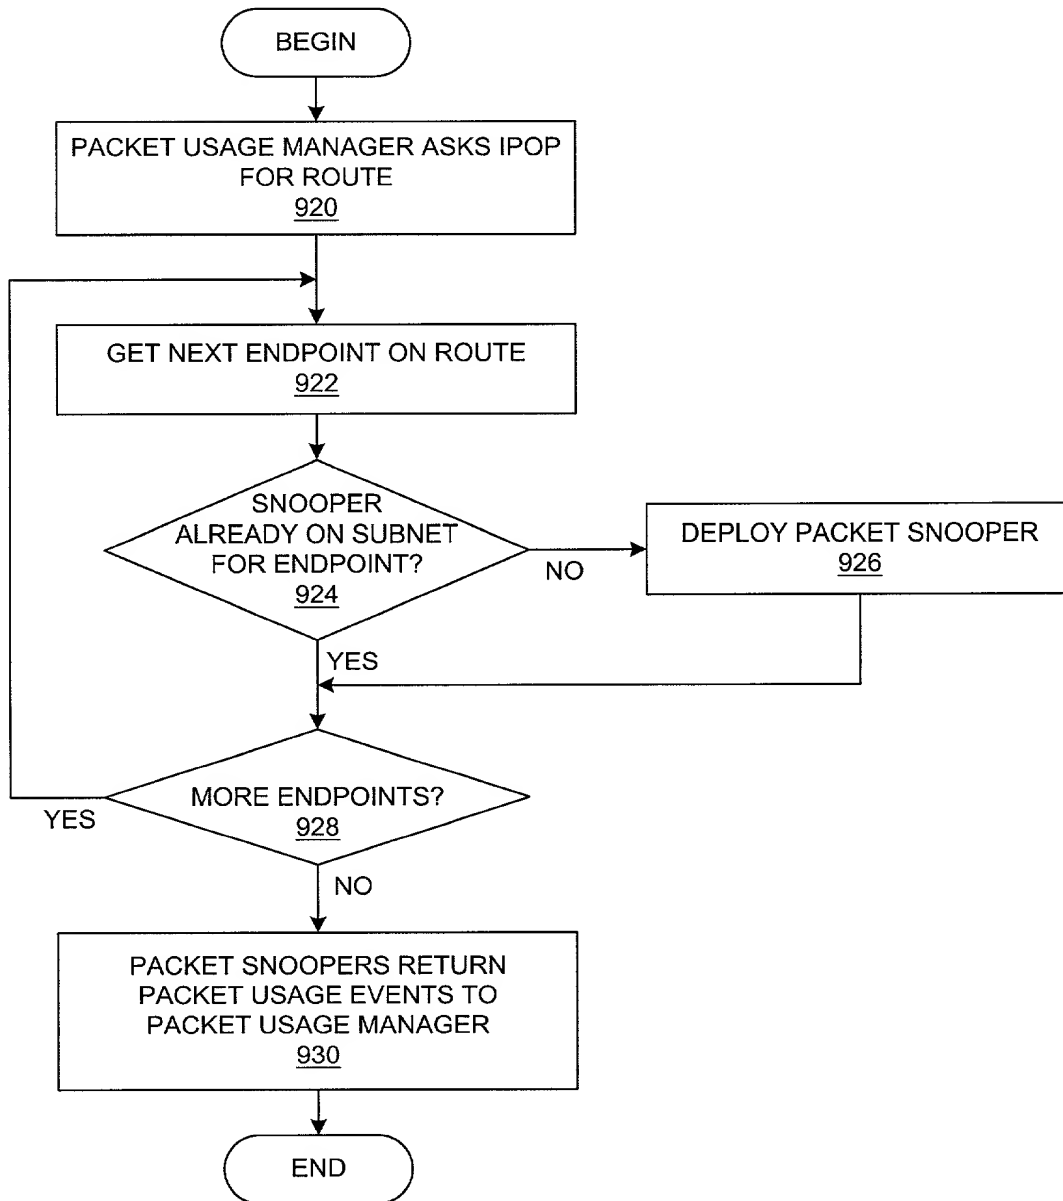 BEGIN
PACKET USAGE MANAGER ASKS IPOP
FOR ROUTE
920
GET NEXT ENDPOINT ON ROUTE
922
SNOOPER
ALREADY ON SUBNET
FOR ENDPOINT?
924
NO
DEPLOY PACKET SNOOPER
926
YES
MORE ENDPOINTS?
928
YES
NO
PACKET SNOOPERS RETURN
PACKET USAGE EVENTS TO
PACKET USAGE MANAGER
930
END